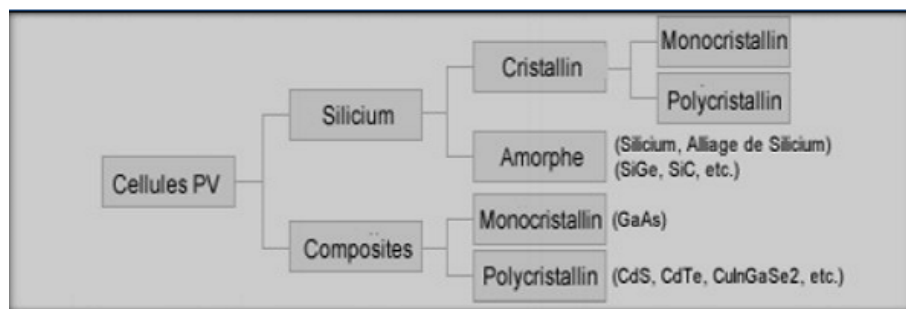 Monocristallin
Cristallin
Polycristallin
Silicium
Amorphe (Silicium, Alliage de Silicium)
(SiGe, SiC, etc.)
Cellules PV
Monocristallin (GaAs)
Composites
Polycristallin (CdS, CdTe, CuInGaSe2, etc.)